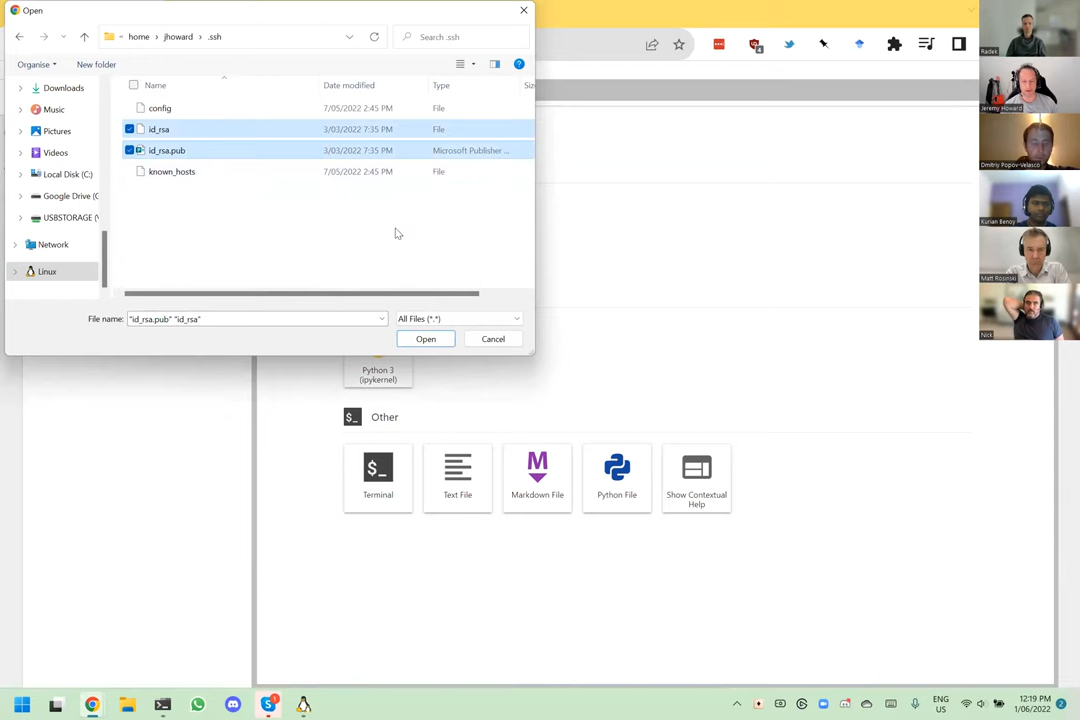 Open
home
jhoward
.ssh
Search .ssh
Organise
New folder
Name
Date modified
Type
Downloads
Music
Pictures
Videos
Local Disk (C:)
Google Drive (G
USBSTORAGE (
Network
Linux
config
7/05/2022 2:45 PM
File
id_rsa
3/03/2022 7:35 PM
File
id_rsa.pub
3/03/2022 7:35 PM
Microsoft Publisher ...
known_hosts
7/05/2022 2:45 PM
File
File name:
"id_rsa.pub" "id_rsa"
All Files (*.*)
Open
Cancel
4
Python 3
(ipykernel)
$_
Other
$_
Terminal
Text File
M
Markdown File
Python File
Show Contextual
Help
Radek
Jeremy Howard
Dmitriy Popov-Velasco
Kurian Benoy
Matt Rosinski
Nick
ENG
US
12:19 PM
1/06/2022
2